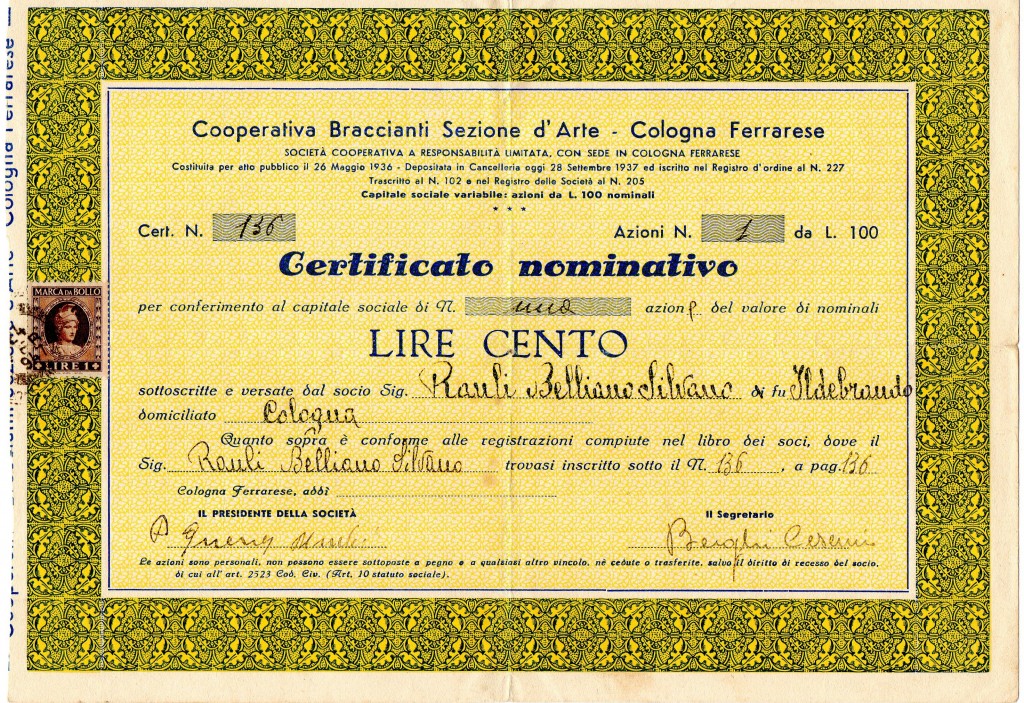 Cooperativa Braccianti Sezione d'Arte - Cologna Ferrarese
SOCIETÀ COOPERATIVA A RESPONSABILITÀ LIMITATA, CON SEDE IN COLOGNA FERRARESE
Costituita per atto pubblico il 26 Maggio 1936 - Depositata in Cancelleria oggi 28 Settembre 1937 ed iscritto nel Registro d'ordine al N. 227
Trascritto al N. 102 e nel Registro delle Società al N. 205
Capitale sociale variabile: azioni da L. 100 nominali
* * *
Cert. N. 136 Azioni N. 1 da L. 100
Certificato nominativo
MARCA DA BOLLO
LIRE 1
per conferimento al capitale sociale di N. una azione del valore di nominali
LIRE CENTO
sottoscritte e versate dal socio Sig. Rauli Belliano Silvano di fu Ildebrando
domiciliato Cologna
Quanto sopra è conforme alle registrazioni compiute nel libro dei soci, dove il
Sig. Rauli Belliano Silvano trovasi inscritto sotto il N. 136, a pag. 136
Cologna Ferrarese, addì
IL PRESIDENTE DELLA SOCIETÀ Il Segretario
Le azioni sono personali, non possono essere sottoposte a pegno o a qualsiasi altro vincolo, nè cedute o trasferite, salvo il diritto di recesso del socio,
di cui all'art. 2523 Cod. Civ. (Art. 10 statuto sociale).
Cologna Ferrarese